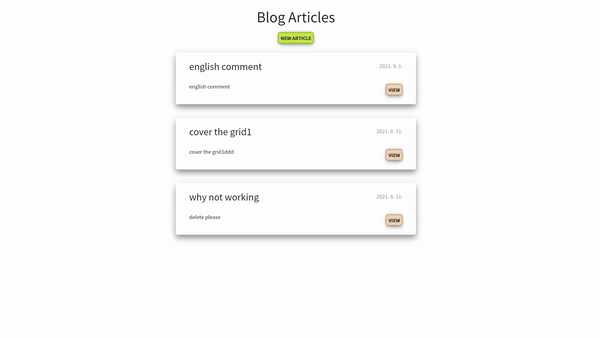 Blog Articles
NEW ARTICLE
english comment
2021. 9. 1.
english comment
VIEW
cover the grid1
2021. 8. 31.
cover the grid1ddd
VIEW
why not working
2021. 8. 31.
delete please
VIEW